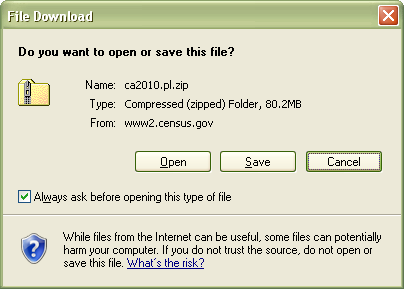 File Download
Do you want to open or save this file?
Name: ca2010.pl.zip
Type: Compressed (zipped) Folder, 80.2MB
From: www2.census.gov
Open Save Cancel
Always ask before opening this type of file
While files from the Internet can be useful, some files can potentially
harm your computer. If you do not trust the source, do not open or
save this file. What's the risk?